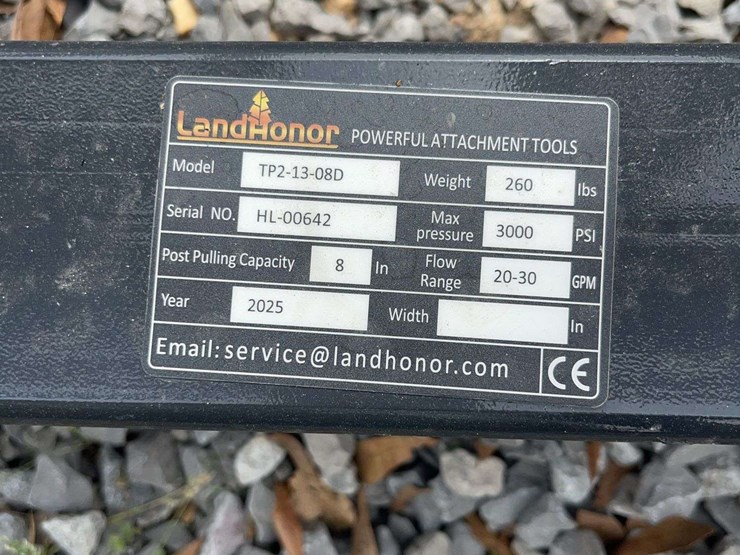 LandHonor POWERFUL ATTACHMENT TOOLS
Model TP2-13-08D Weight 260 lbs
Serial NO. HL-00642 Max pressure 3000 PSI
Post Pulling Capacity 8 In Flow Range 20-30 GPM
Year 2025 Width In
Email: service@landhonor.com CE